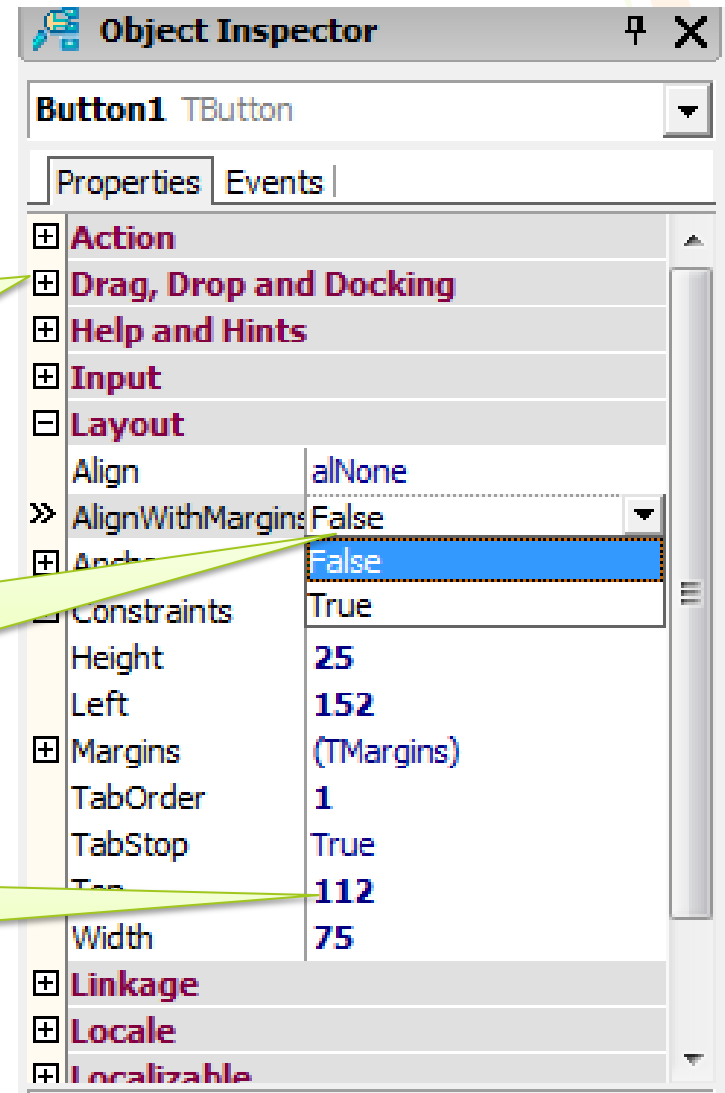 Object Inspector
Button1 TButton
Properties Events
Action
Drag, Drop and Docking
Help and Hints
Input
Layout
Align alNone
AlignWithMargins False
False
True
Constraints
Height 25
Left 152
Margins (TMargins)
TabOrder 1
TabStop True
112
Width 75
Linkage
Locale
Localizable